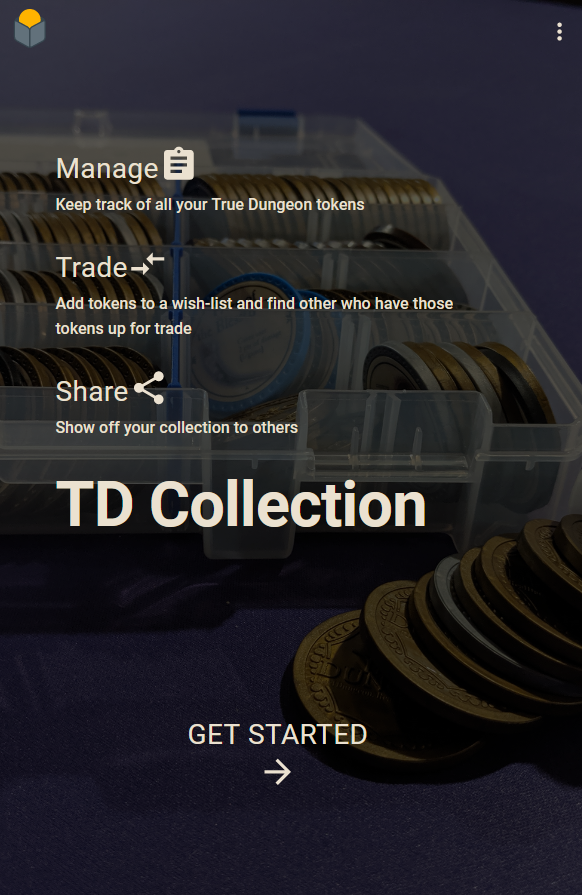 Manage
Keep track of all your True Dungeon tokens
Trade
Add tokens to a wish-list and find other who have those
tokens up for trade
Share
Show off your collection to others
TD Collection
GET STARTED